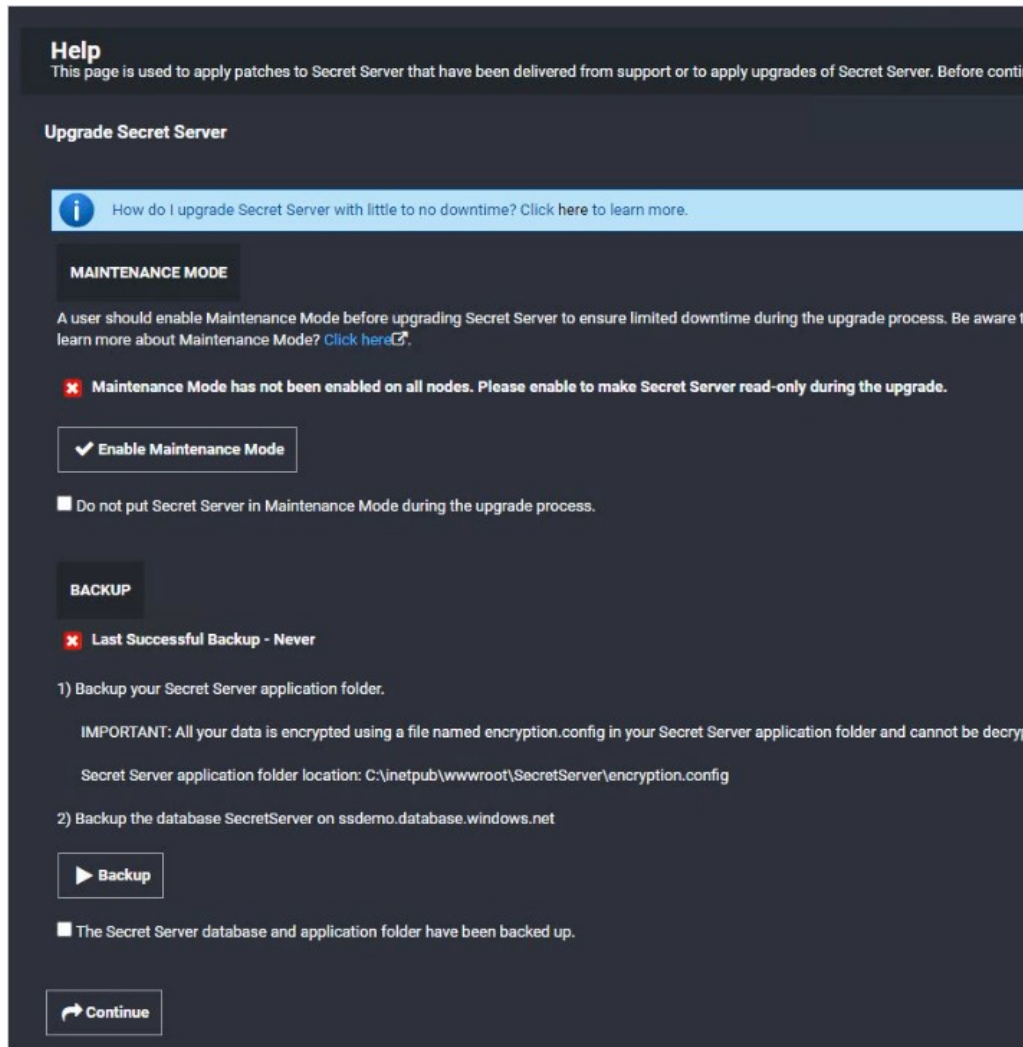 Help
This page is used to apply patches to Secret Server that have been delivered from support or to apply upgrades of Secret Server. Before
Upgrade Secret Server
How do I upgrade Secret Server with little to no downtime? Click here to learn more.
MAINTENANCE MODE
A user should enable Maintenance Mode before upgrading Secret Server to ensure limited downtime during the upgrade process. Be aware
learn more about Maintenance Mode? Click here.
Maintenance Mode has not been enabled on all nodes. Please enable to make Secret Server read-only during the upgrade.
Enable Maintenance Mode
Do not put Secret Server in Maintenance Mode during the upgrade process.
BACKUP
Last Successful Backup - Never
1) Backup your Secret Server application folder.
IMPORTANT: All your data is encrypted using a file named encryption.config in your Secret Server application folder and cannot be
Secret Server application folder location: C:\inetpub\wwwroot\SecretServer\encryption.config
2) Backup the database SecretServer on ssdemo.database.windows.net
Backup
The Secret Server database and application folder have been backed up.
Continue